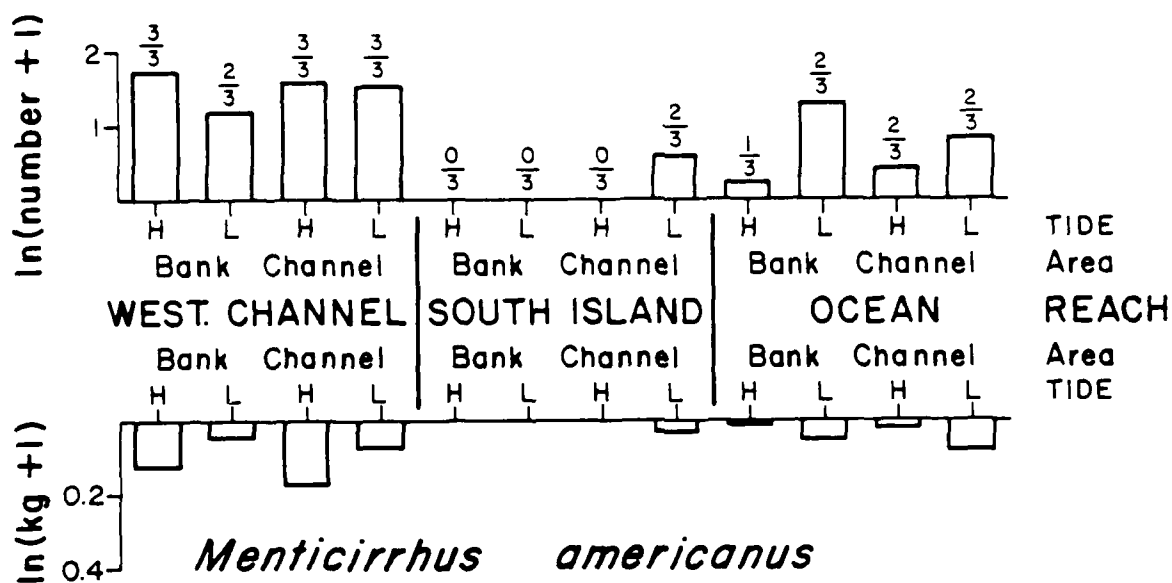 ln(number +1)
2
1
3/3 2/3 3/3 3/3 0/3 0/3 0/3 2/3 1/3 2/3 2/3 2/3
H L H L H L H L H L H L TIDE
Bank Channel Bank Channel Bank Channel Area
WEST. CHANNEL SOUTH ISLAND OCEAN REACH
Bank Channel Bank Channel Bank Channel Area
H L H L H L H L H L H L TIDE
ln(kg +1)
0.2
0.4
Menticirrhus americanus